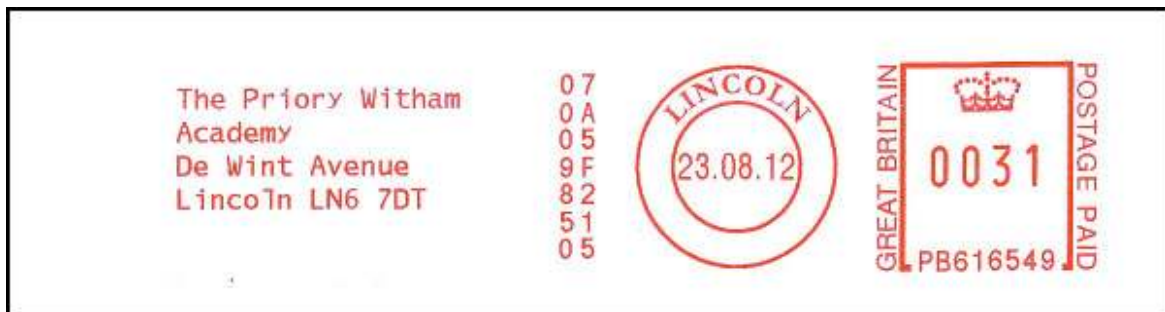 The Priory Witham
Academy
De Wint Avenue
Lincoln LN6 7DT
07
0A
05
9F
82
51
05
LINCOLN
23.08.12
GREAT BRITAIN
0031
PB616549
POSTAGE PAID